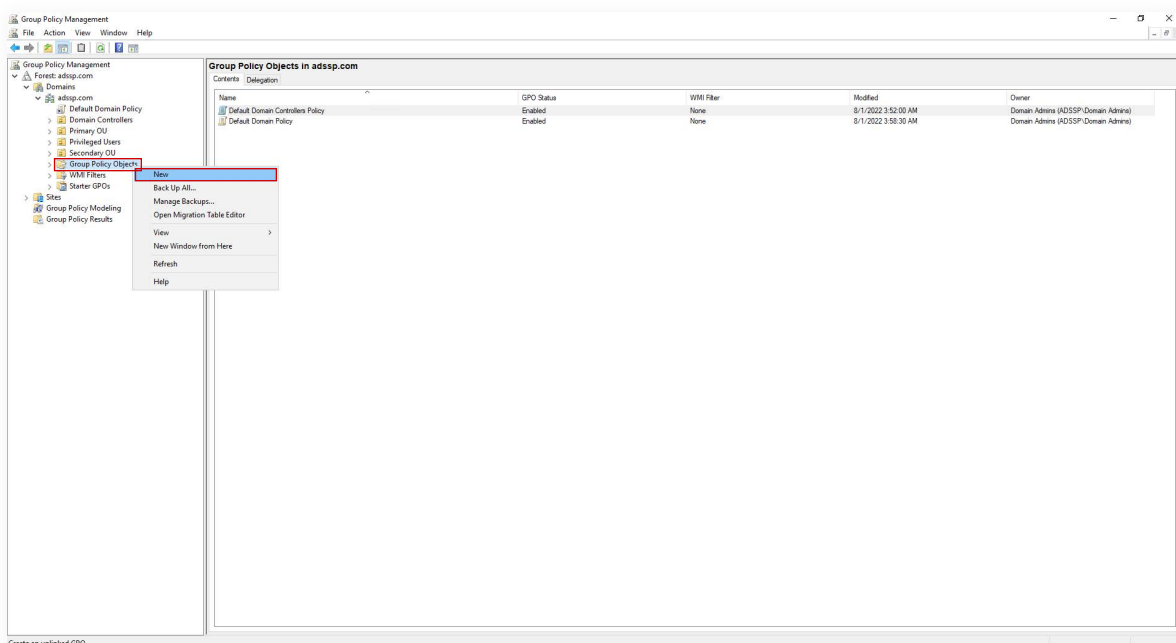 Group Policy Management
File Action View Window Help
Group Policy Management
Forest: adssp.com
Domains
adssp.com
Default Domain Policy
Domain Controllers
Primary OU
Privileged Users
Secondary OU
Group Policy Objects
WMI Filters
Starter GPOs
Sites
Group Policy Modeling
Group Policy Results
New
Back Up All...
Manage Backups...
Open Migration Table Editor
View
New Window from Here
Refresh
Help
Group Policy Objects in adssp.com
Contents Delegation
Name GPO Status WMI Filter Modified Owner
Default Domain Controllers Policy Enabled None 8/1/2022 3:52:00 AM Domain Admins (ADSSP\Domain Admins)
Default Domain Policy Enabled None 8/1/2022 3:58:30 AM Domain Admins (ADSSP\Domain Admins)
Create an unlinked GPO